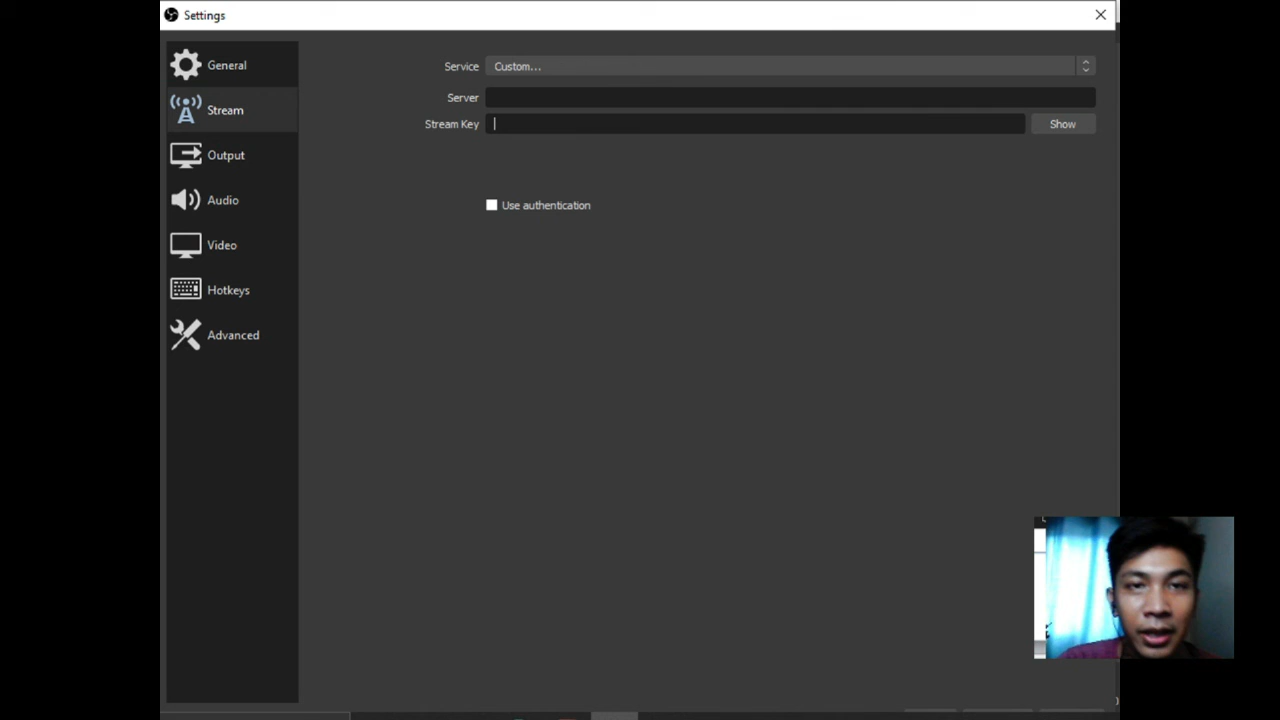 Settings
General
Stream
Output
Audio
Video
Hotkeys
Advanced
Service Custom...
Server
Stream Key Show
Use authentication